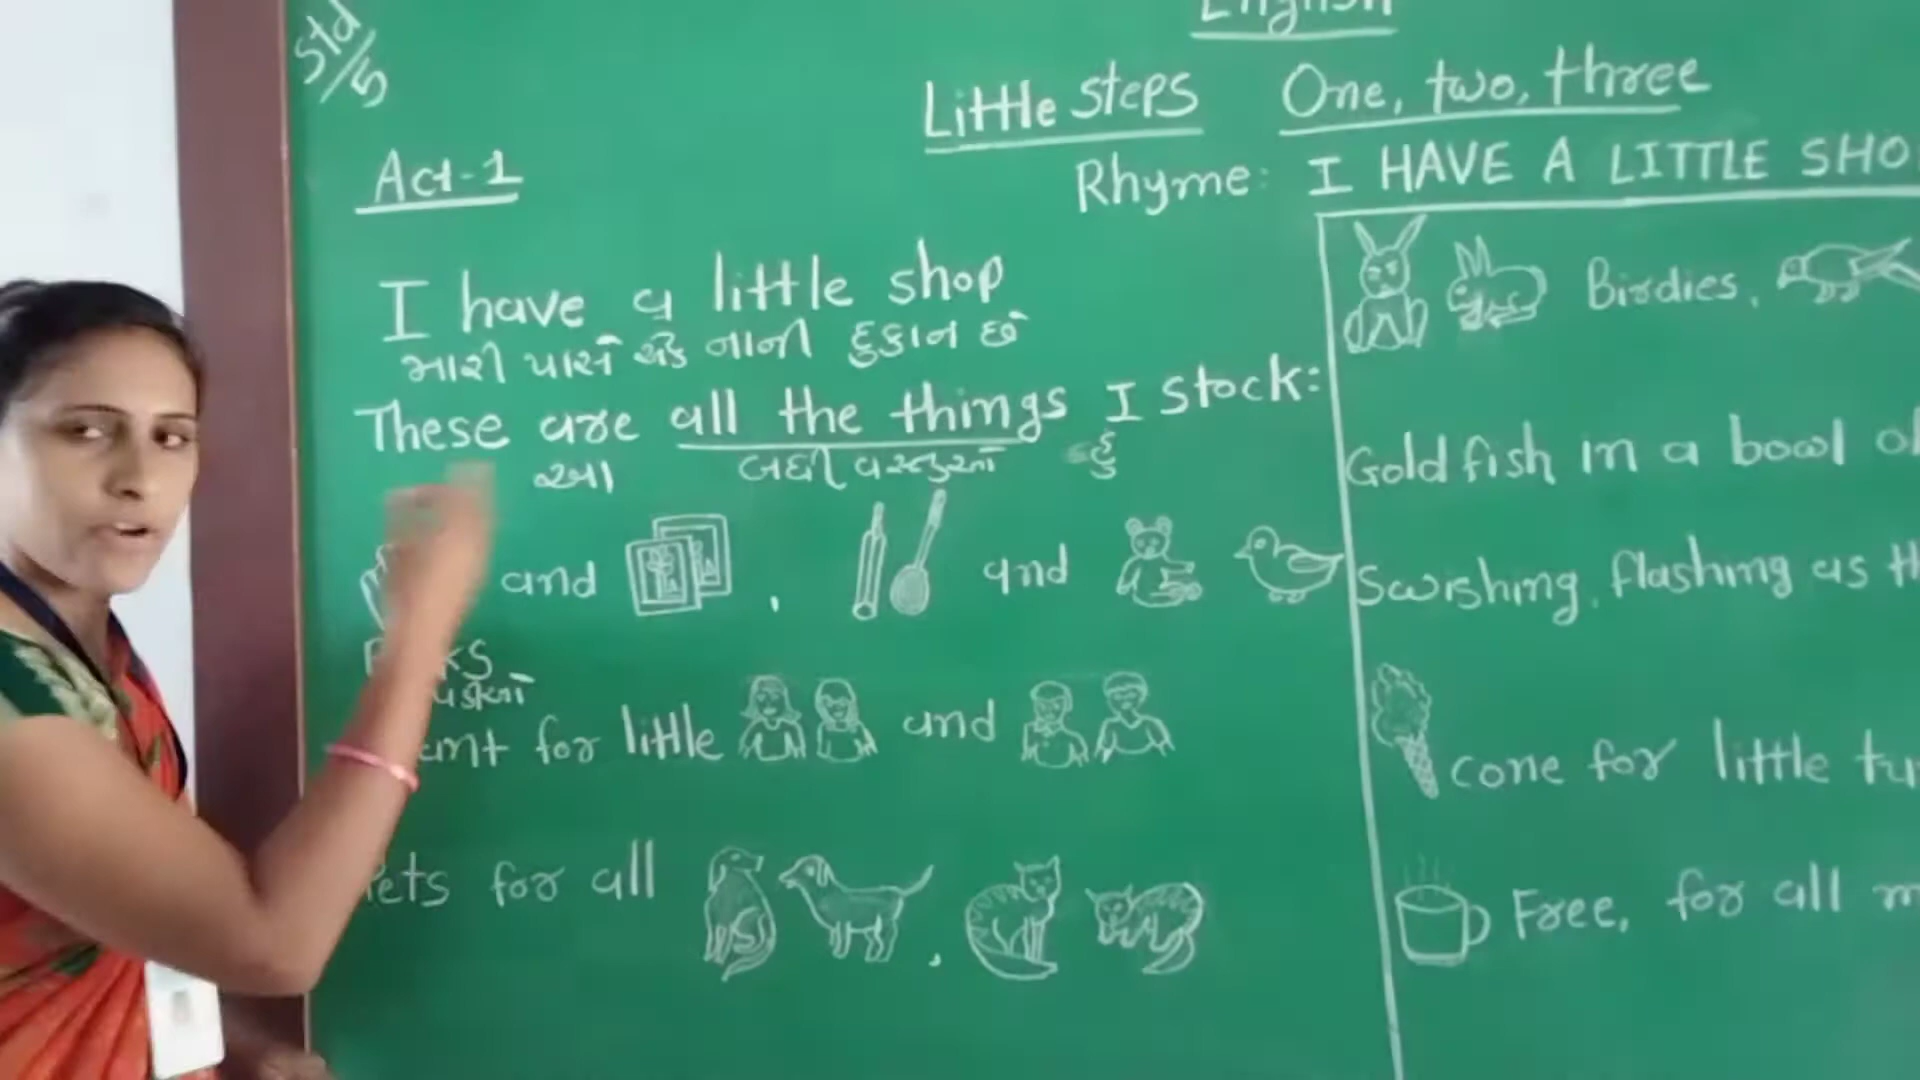 Std/5
English
Little steps One, two, three
Rhyme: I HAVE A LITTLE SHO
Act-1
I have a little shop
મારી પાસે એક નાની દુકાન છે
These are all the things I stock:
આ બધી વસ્તુઓ હું
and , and
for little and
Pets for all ,
Birdies,
Gold fish in a bowl of
Swishing, flashing as th
cone for little tu
Free, for all m